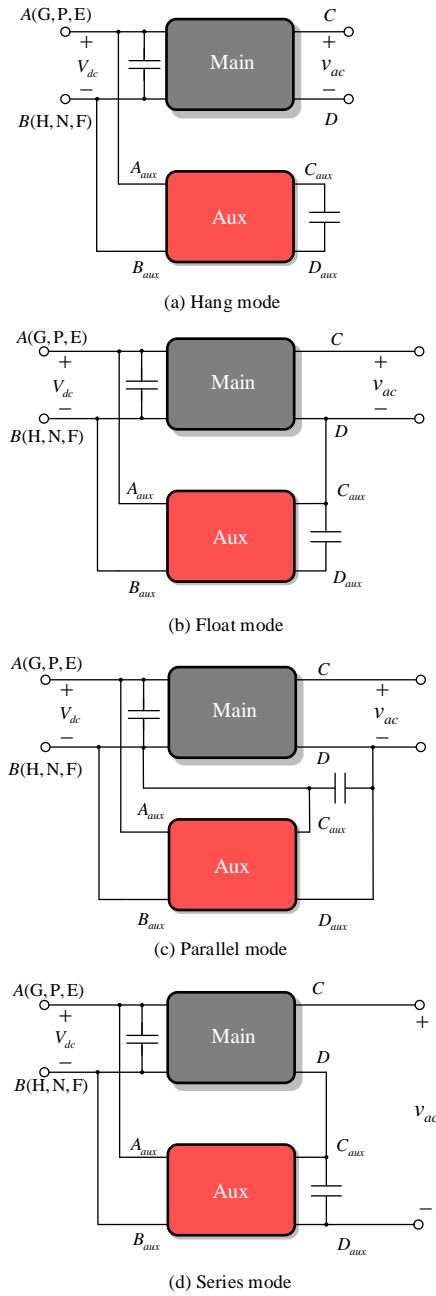 A(G, P, E)
C
+
V_dc
−
Main
+
v_ac
−
B(H, N, F)
D
A_aux
C_aux
Aux
B_aux
D_aux
(a) Hang mode
A(G, P, E)
C
+
V_dc
−
Main
+
v_ac
−
B(H, N, F)
D
A_aux
C_aux
Aux
B_aux
D_aux
(b) Float mode
A(G, P, E)
C
+
V_dc
−
Main
+
v_ac
−
B(H, N, F)
D
A_aux
C_aux
Aux
B_aux
D_aux
(c) Parallel mode
A(G, P, E)
C
+
V_dc
−
Main
+
B(H, N, F)
D
v_ac
A_aux
C_aux
Aux
−
B_aux
D_aux
(d) Series mode